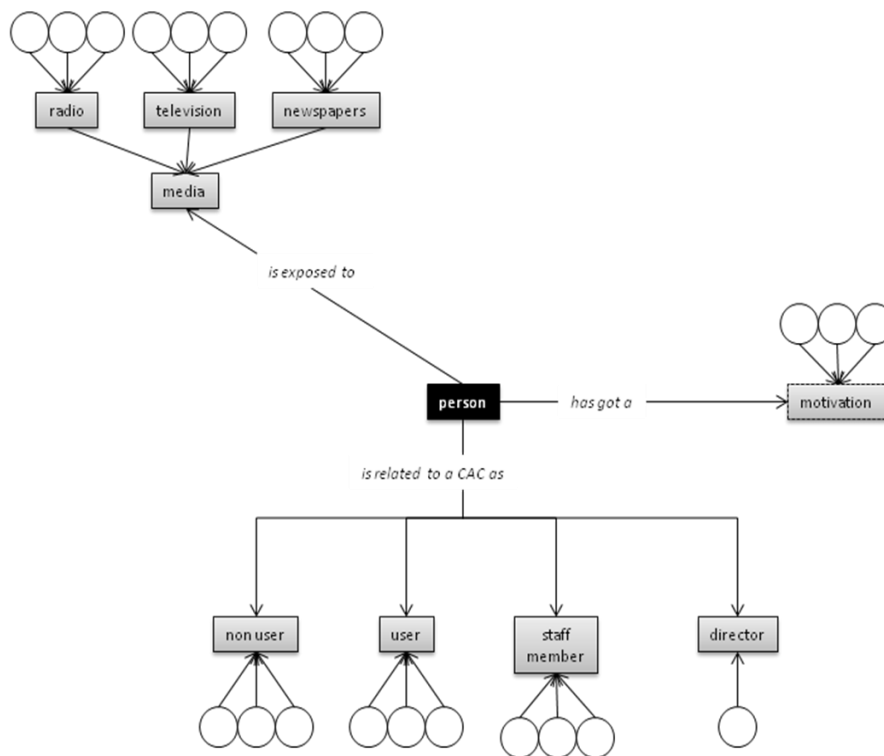 radio
television
newspapers
media
is exposed to
person
has got a
motivation
is related to a CAC as
non user
user
staff
member
director